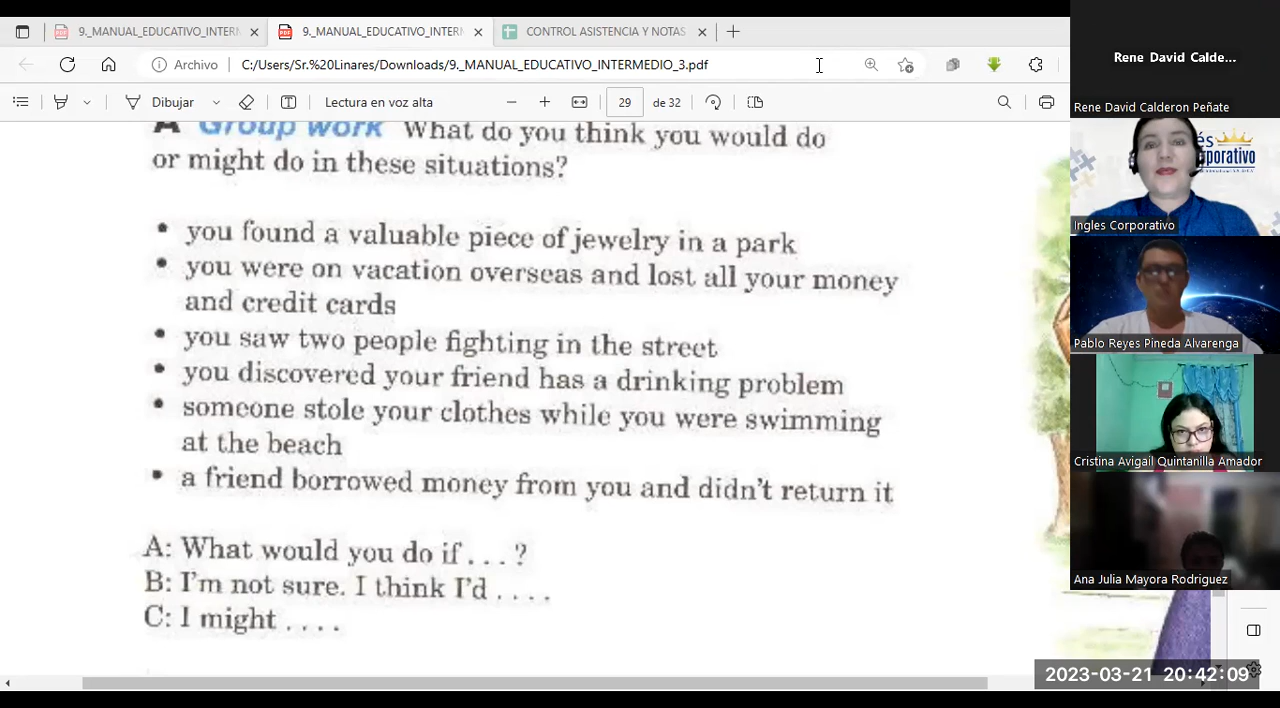 9._MANUAL_EDUCATIVO_INTERN
9._MANUAL_EDUCATIVO_INTERM
CONTROL ASISTENCIA Y NOTAS
Archivo
C:/Users/Sr.%20Linares/Downloads/9._MANUAL_EDUCATIVO_INTERMEDIO_3.pdf
Dibujar
Lectura en voz alta
29
de 32
A Group work What do you think you would do
or might do in these situations?
• you found a valuable piece of jewelry in a park
• you were on vacation overseas and lost all your money
and credit cards
• you saw two people fighting in the street
• you discovered your friend has a drinking problem
• someone stole your clothes while you were swimming
at the beach
• a friend borrowed money from you and didn't return it
A: What would you do if . . . ?
B: I'm not sure. I think I'd . . . .
C: I might . . . .
Rene David Calde...
Rene David Calderon Peñate
és
porativo
Ingles Corporativo
Pablo Reyes Pineda Alvarenga
Cristina Avigail Quintanilla Amador
Ana Julia Mayora Rodriguez
2023-03-21 20:42:09